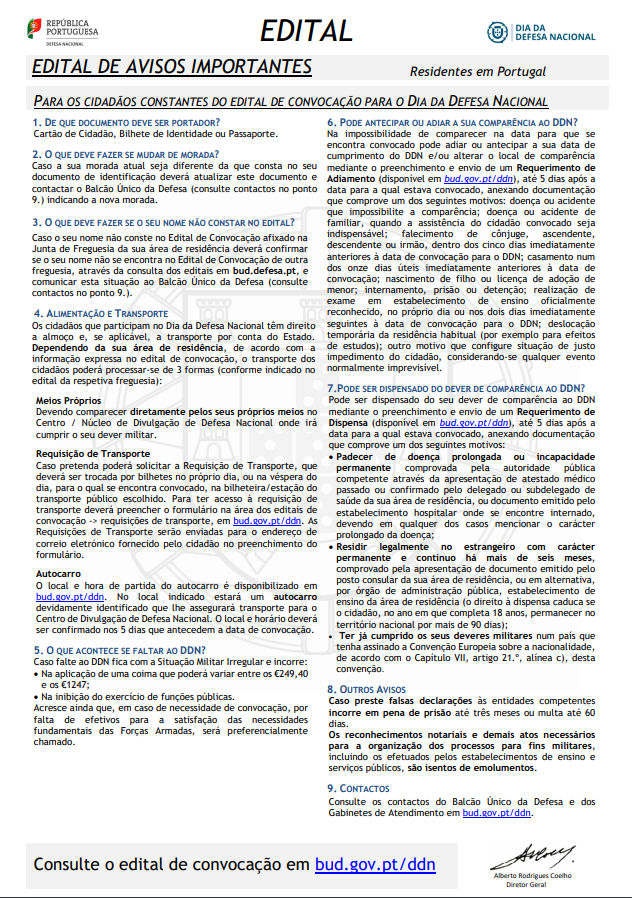 REPÚBLICA
PORTUGUESA
DEFESA NACIONAL
EDITAL
DIA DA
DEFESA NACIONAL
EDITAL DE AVISOS IMPORTANTES
Residentes em Portugal
PARA OS CIDADÃOS CONSTANTES DO EDITAL DE CONVOCAÇÃO PARA O DIA DA DEFESA NACIONAL
1. DE QUE DOCUMENTO DEVE SER PORTADOR?
Cartão de Cidadão, Bilhete de Identidade ou Passaporte.
2. O QUE DEVE FAZER SE MUDAR DE MORADA?
Caso a sua morada atual seja diferente da que consta no seu
documento de identificação deverá atualizar este documento e
contactar o Balcão Único da Defesa (consulte contactos no ponto
9.) indicando a nova morada.
3. O QUE DEVE FAZER SE O SEU NOME NÃO CONSTAR NO EDITAL?
Caso o seu nome não conste no Edital de Convocação afixado na
Junta de Freguesia da sua área de residência deverá confirmar
se o seu nome não se encontra no Edital de Convocação de outra
freguesia, através da consulta dos editais em bud.defesa.pt, e
comunicar esta situação ao Balcão Único da Defesa (consulte
contactos no ponto 9.).
4. ALIMENTAÇÃO E TRANSPORTE
Os cidadãos que participam no Dia da Defesa Nacional têm direito
a almoço e, se aplicável, a transporte por conta do Estado.
Dependendo da sua área de residência, de acordo com a
informação expressa no edital de convocação, o transporte dos
cidadãos poderá processar-se de 3 formas (conforme indicado no
edital da respetiva freguesia):
Meios Próprios
Devendo comparecer diretamente pelos seus próprios meios no
Centro / Núcleo de Divulgação de Defesa Nacional onde irá
cumprir o seu dever militar.
Requisição de Transporte
Caso pretenda poderá solicitar a Requisição de Transporte, que
deverá ser trocada por bilhetes no próprio dia, ou na véspera do
dia, para o qual se encontra convocado, na bilheteira/estação do
transporte público escolhido. Para ter acesso à requisição de
transporte deverá preencher o formulário na área dos editais de
convocação -> requisições de transporte, em bud.gov.pt/ddn. As
Requisições de Transporte serão enviadas para o endereço de
correio eletrónico fornecido pelo cidadão no preenchimento do
formulário.
Autocarro
O local e hora de partida do autocarro é disponibilizado em
bud.gov.pt/ddn. No local indicado estará um autocarro
devidamente identificado que lhe assegurará transporte para o
Centro de Divulgação de Defesa Nacional. O local e horário deverá
ser confirmado nos 5 dias que antecedem a data de convocação.
5. O QUE ACONTECE SE FALTAR AO DDN?
Caso falte ao DDN fica com a Situação Militar Irregular e incorre:
• Na aplicação de uma coima que poderá variar entre os €249,40
e os €1247;
• Na inibição do exercício de funções públicas.
Acresce ainda que, em caso de necessidade de convocação, por
falta de efetivos para a satisfação das necessidades
fundamentais das Forças Armadas, será preferencialmente
chamado.
6. PODE ANTECIPAR OU ADIAR A SUA COMPARÊNCIA AO DDN?
Na impossibilidade de comparecer na data para que se
encontra convocado pode adiar ou antecipar a sua data de
cumprimento do DDN e/ou alterar o local de comparência
mediante o preenchimento e envio de um Requerimento de
Adiamento (disponível em bud.gov.pt/ddn), até 5 dias após a
data para a qual estava convocado, anexando documentação
que comprove um dos seguintes motivos: doença ou acidente
que impossibilite a comparência; doença ou acidente de
familiar, quando a assistência do cidadão convocado seja
indispensável; falecimento de cônjuge, ascendente,
descendente ou irmão, dentro dos cinco dias imediatamente
anteriores à data de convocação para o DDN; casamento num
dos onze dias úteis imediatamente anteriores à data de
convocação; nascimento de filho ou licença de adoção de
menor; internamento, prisão ou detenção; realização de
exame em estabelecimento de ensino oficialmente
reconhecido, no próprio dia ou nos dois dias imediatamente
seguintes à data de convocação para o DDN; deslocação
temporária da residência habitual (por exemplo para efeitos
de estudos); outro motivo que configure situação de justo
impedimento do cidadão, considerando-se qualquer evento
normalmente imprevisível.
7.PODE SER DISPENSADO DO DEVER DE COMPARÊNCIA AO DDN?
Pode ser dispensado do seu dever de comparência ao DDN
mediante o preenchimento e envio de um Requerimento de
Dispensa (disponível em bud.gov.pt/ddn), até 5 dias após a
data para a qual estava convocado, anexando documentação
que comprove um dos seguintes motivos:
• Padecer de doença prolongada ou incapacidade
permanente comprovada pela autoridade pública
competente através da apresentação de atestado médico
passado ou confirmado pelo delegado ou subdelegado de
saúde da sua área de residência, ou documento emitido pelo
estabelecimento hospitalar onde se encontre internado,
devendo em qualquer dos casos mencionar o carácter
prolongado da doença;
• Residir legalmente no estrangeiro com carácter
permanente e contínuo há mais de seis meses,
comprovado pela apresentação de documento emitido pelo
posto consular da sua área de residência, ou em alternativa,
por órgão de administração pública, estabelecimento de
ensino da área de residência (o direito à dispensa caduca se
o cidadão, no ano em que completa 18 anos, permanecer no
território nacional por mais de 90 dias);
• Ter já cumprido os seus deveres militares num país que
tenha assinado a Convenção Europeia sobre a nacionalidade,
de acordo com o Capítulo VII, artigo 21.º, alínea c), desta
convenção.
8. OUTROS AVISOS
Caso preste falsas declarações às entidades competentes
incorre em pena de prisão até três meses ou multa até 60
dias.
Os reconhecimentos notariais e demais atos necessários
para a organização dos processos para fins militares,
incluindo os efetuados pelos estabelecimentos de ensino e
serviços públicos, são isentos de emolumentos.
9. CONTACTOS
Consulte os contactos do Balcão Único da Defesa e dos
Gabinetes de Atendimento em bud.gov.pt/ddn.
Consulte o edital de convocação em bud.gov.pt/ddn
Alberto Rodrigues Coelho
Diretor Geral